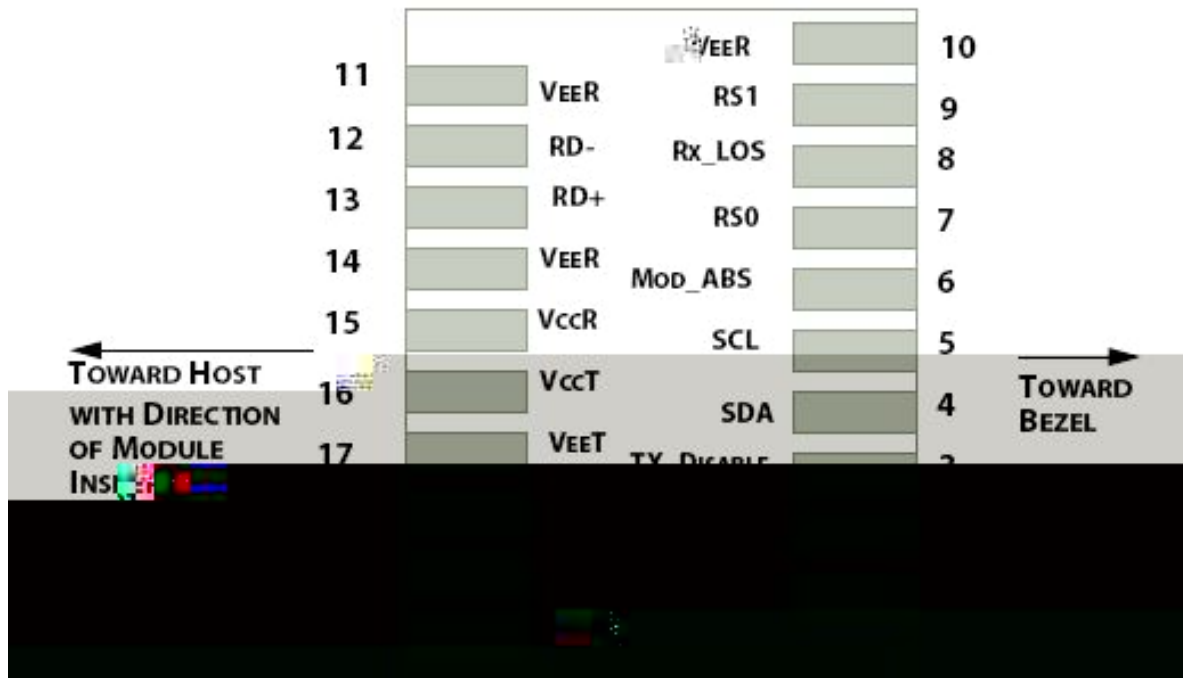 VEER 10
11 VEER
RS1 9
12 RD-
Rx_LOS 8
13 RD+
RS0 7
14 VEER
MOD_ABS 6
15 VCCR
SCL 5
TOWARD HOST
WITH DIRECTION
OF MODULE
16 VCCT
SDA 4
TOWARD
BEZEL
17 VEET
TX_DISABLE